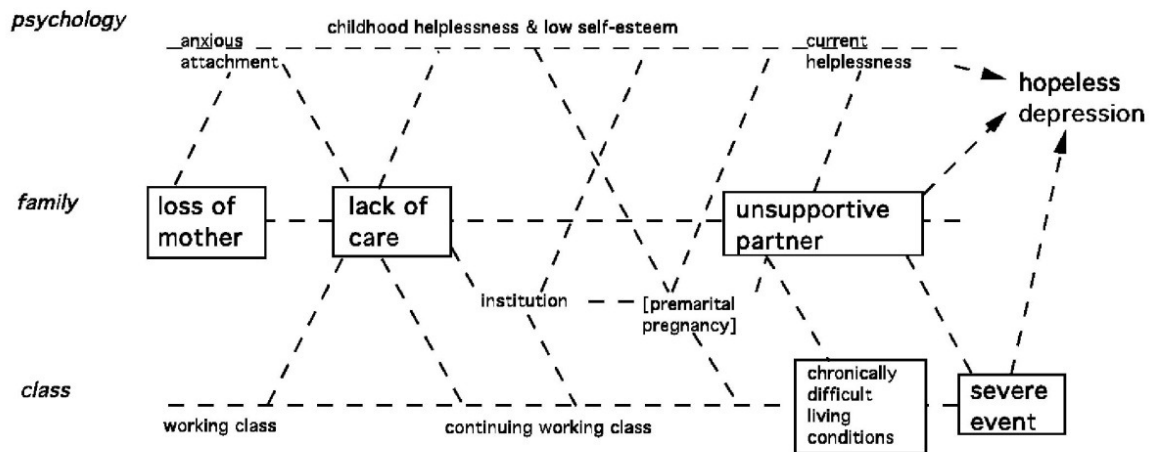 psychology
childhood helplessness & low self-esteem
anxious
attachment
current
helplessness
hopeless
depression
family
loss of
mother
lack of
care
unsupportive
partner
institution
[premarital
pregnancy]
class
working class
continuing working class
chronically
difficult
living
conditions
severe
event